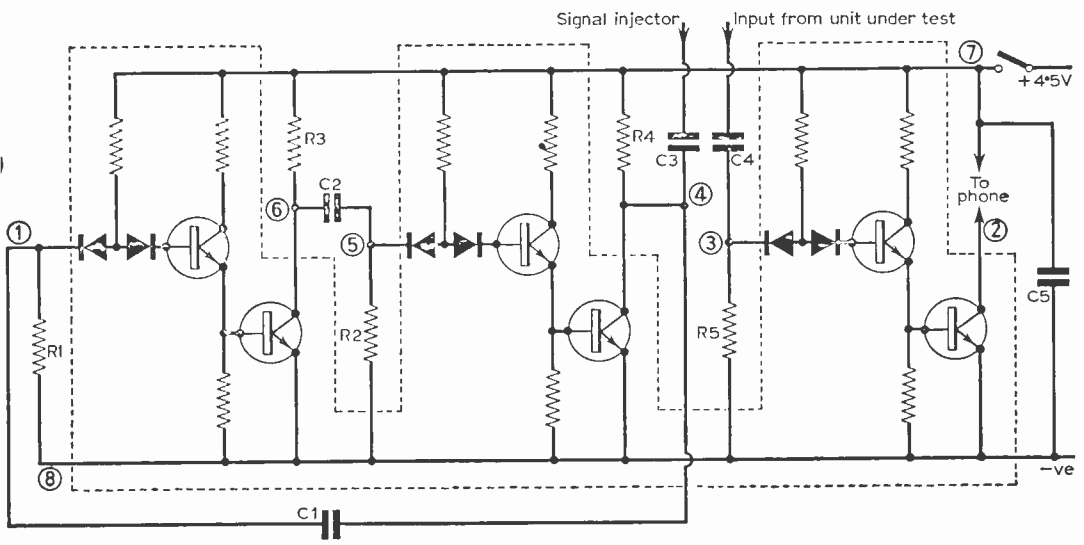 Signal injector
Input from unit under test
⑦
+4·5V
R3
R4
C3
C4
C2
To
phone
⑥
④
①
⑤
③
②
C5
R1
R2
R5
⑧
−ve
C1